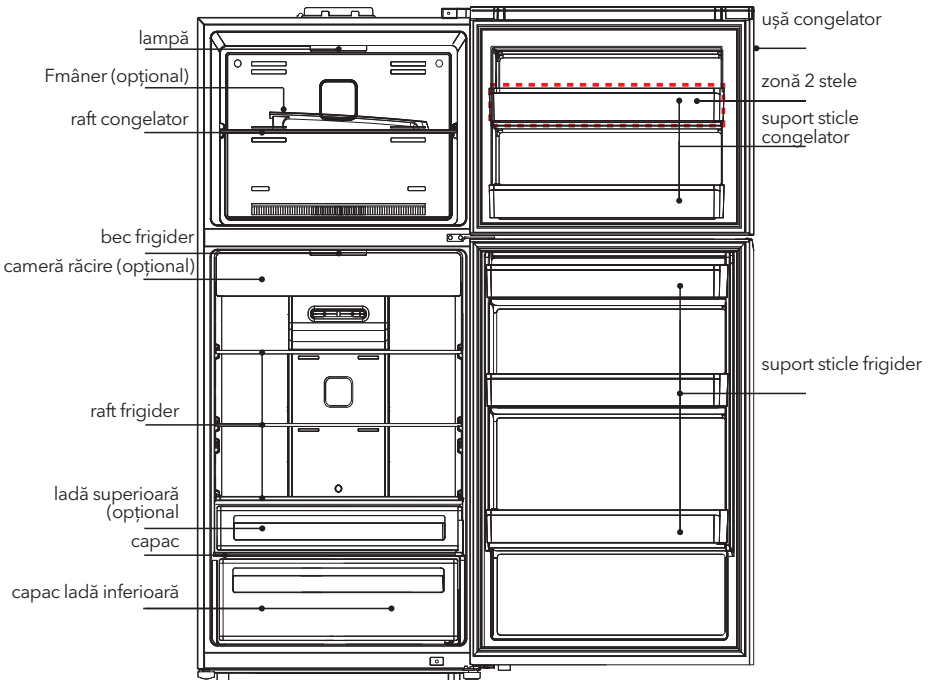 lampă
Fmâner (opțional)
raft congelator
bec frigider
cameră răcire (opțional)
raft frigider
ladă superioară
(opțional
capac
capac ladă inferioară
ușă congelator
zonă 2 stele
suport sticle
congelator
suport sticle frigider